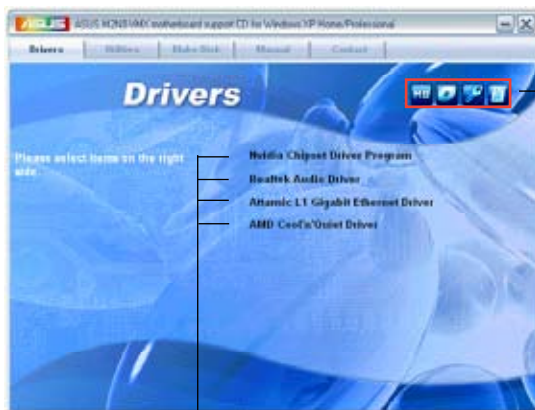 ASUS M2N8-VMX motherboard support CD for Windows XP Home/Professional
Drivers Utilities Make Disk Manual Contact
Drivers
Please select items on the right side.
Nvidia Chipset Driver Program
Realtek Audio Driver
Attansic L1 Gigabit Ethernet Driver
AMD Cool'n'Quiet Driver